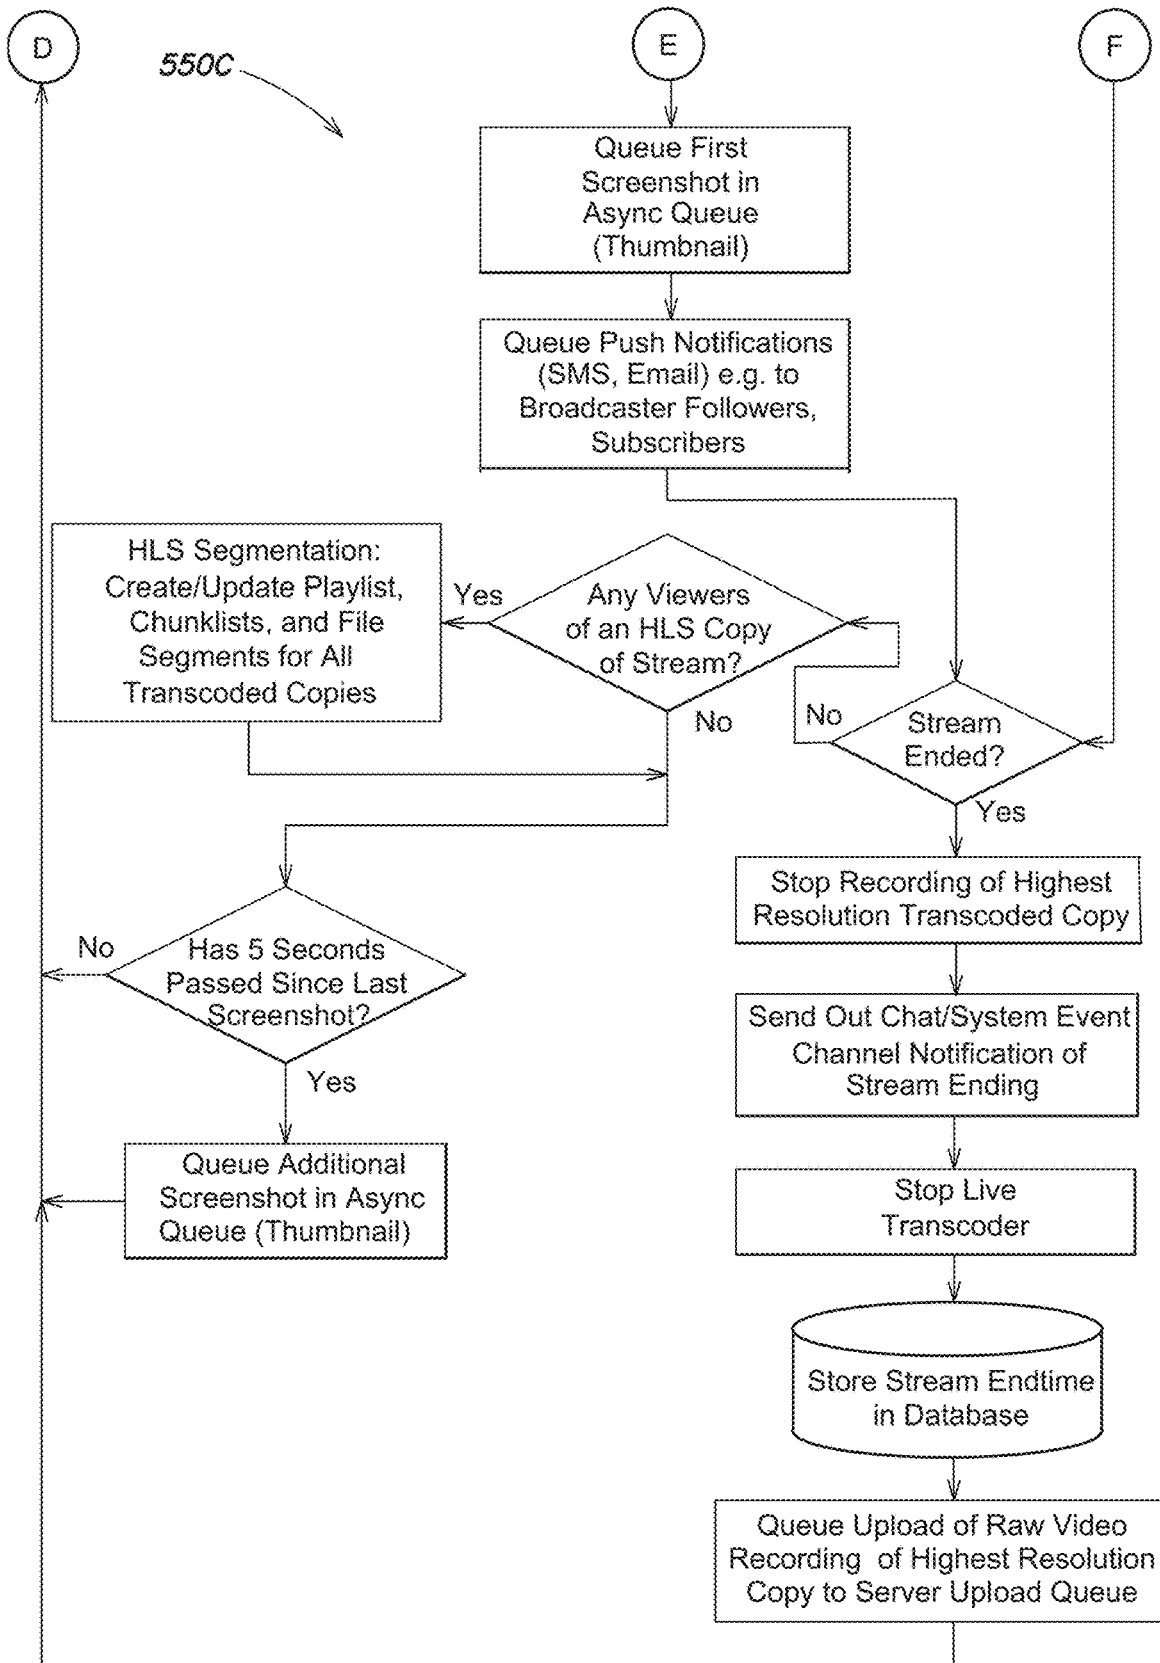 D
550C
E
F
Queue First
Screenshot in
Async Queue
(Thumbnail)
Queue Push Notifications
(SMS, Email) e.g. to
Broadcaster Followers,
Subscribers
HLS Segmentation:
Create/Update Playlist,
Chunklists, and File
Segments for All
Transcoded Copies
Yes
Any Viewers
of an HLS Copy
of Stream?
No
No
Stream
Ended?
Yes
Has 5 Seconds
Passed Since Last
Screenshot?
No
Yes
Queue Additional
Screenshot in Async
Queue (Thumbnail)
Stop Recording of Highest
Resolution Transcoded Copy
Send Out Chat/System Event
Channel Notification of
Stream Ending
Stop Live
Transcoder
Store Stream Endtime
in Database
Queue Upload of Raw Video
Recording of Highest Resolution
Copy to Server Upload Queue